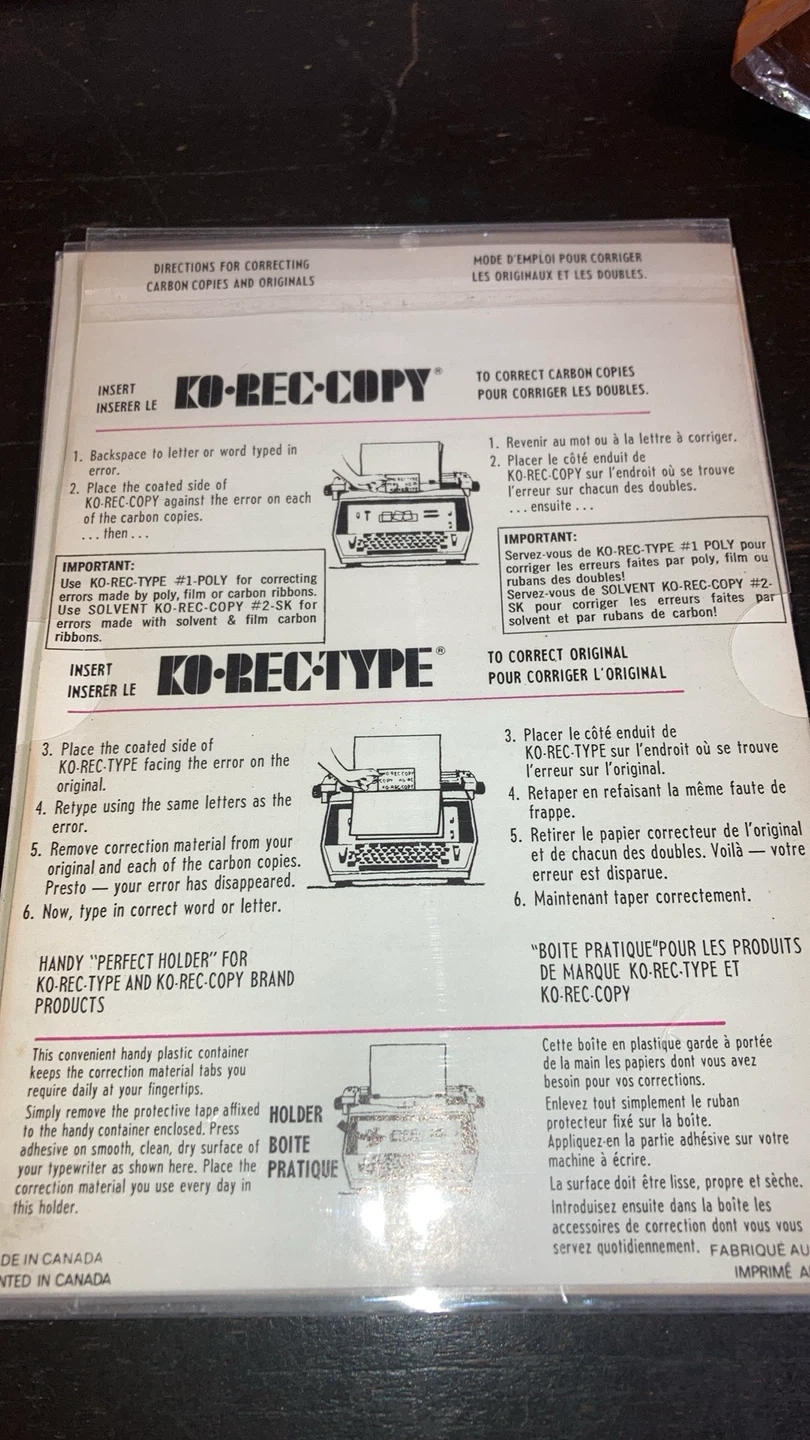 DIRECTIONS FOR CORRECTING
CARBON COPIES AND ORIGINALS
MODE D'EMPLOI POUR CORRIGER
LES ORIGINAUX ET LES DOUBLES.
INSERT
INSERER LE
KO·REC·COPY®
TO CORRECT CARBON COPIES
POUR CORRIGER LES DOUBLES.
1. Backspace to letter or word typed in
error.
2. Place the coated side of
KO-REC-COPY against the error on each
of the carbon copies.
. . . then . . .
IMPORTANT:
Use KO-REC-TYPE #1-POLY for correcting
errors made by poly, film or carbon ribbons.
Use SOLVENT KO-REC-COPY #2-SK for
errors made with solvent & film carbon
ribbons.
1. Revenir au mot ou à la lettre à corriger.
2. Placer le côté enduit de
KO-REC-COPY sur l'endroit où se trouve
l'erreur sur chacun des doubles.
. . . ensuite . . .
IMPORTANT:
Servez-vous de KO-REC-TYPE #1 POLY pour
corriger les erreurs faites par poly, film ou
rubans des doubles!
Servez-vous de SOLVENT KO-REC-COPY #2-
SK pour corriger les erreurs faites par
solvent et par rubans de carbon!
INSERT
INSERER LE
KO·REC·TYPE®
TO CORRECT ORIGINAL
POUR CORRIGER L'ORIGINAL
3. Place the coated side of
KO-REC-TYPE facing the error on the
original.
4. Retype using the same letters as the
error.
5. Remove correction material from your
original and each of the carbon copies.
Presto — your error has disappeared.
6. Now, type in correct word or letter.
3. Placer le côté enduit de
KO-REC-TYPE sur l'endroit où se trouve
l'erreur sur l'original.
4. Retaper en refaisant la même faute de
frappe.
5. Retirer le papier correcteur de l'original
et de chacun des doubles. Voilà — votre
erreur est disparue.
6. Maintenant taper correctement.
HANDY "PERFECT HOLDER" FOR
KO-REC-TYPE AND KO-REC-COPY BRAND
PRODUCTS
"BOITE PRATIQUE"POUR LES PRODUITS
DE MARQUE KO-REC-TYPE ET
KO-REC-COPY
This convenient handy plastic container
keeps the correction material tabs you
require daily at your fingertips.
Simply remove the protective tape affixed
to the handy container enclosed. Press
adhesive on smooth, clean, dry surface of
your typewriter as shown here. Place the
correction material you use every day in
this holder.
HOLDER
BOITE
PRATIQUE
Cette boîte en plastique garde à portée
de la main les papiers dont vous avez
besoin pour vos corrections.
Enlevez tout simplement le ruban
protecteur fixé sur la boîte.
Appliquez-en la partie adhésive sur votre
machine à écrire.
La surface doit être lisse, propre et sèche.
Introduisez ensuite dans la boîte les
accessoires de correction dont vous vous
servez quotidiennement.
DE IN CANADA
NTED IN CANADA
FABRIQUÉ AU
IMPRIMÉ A